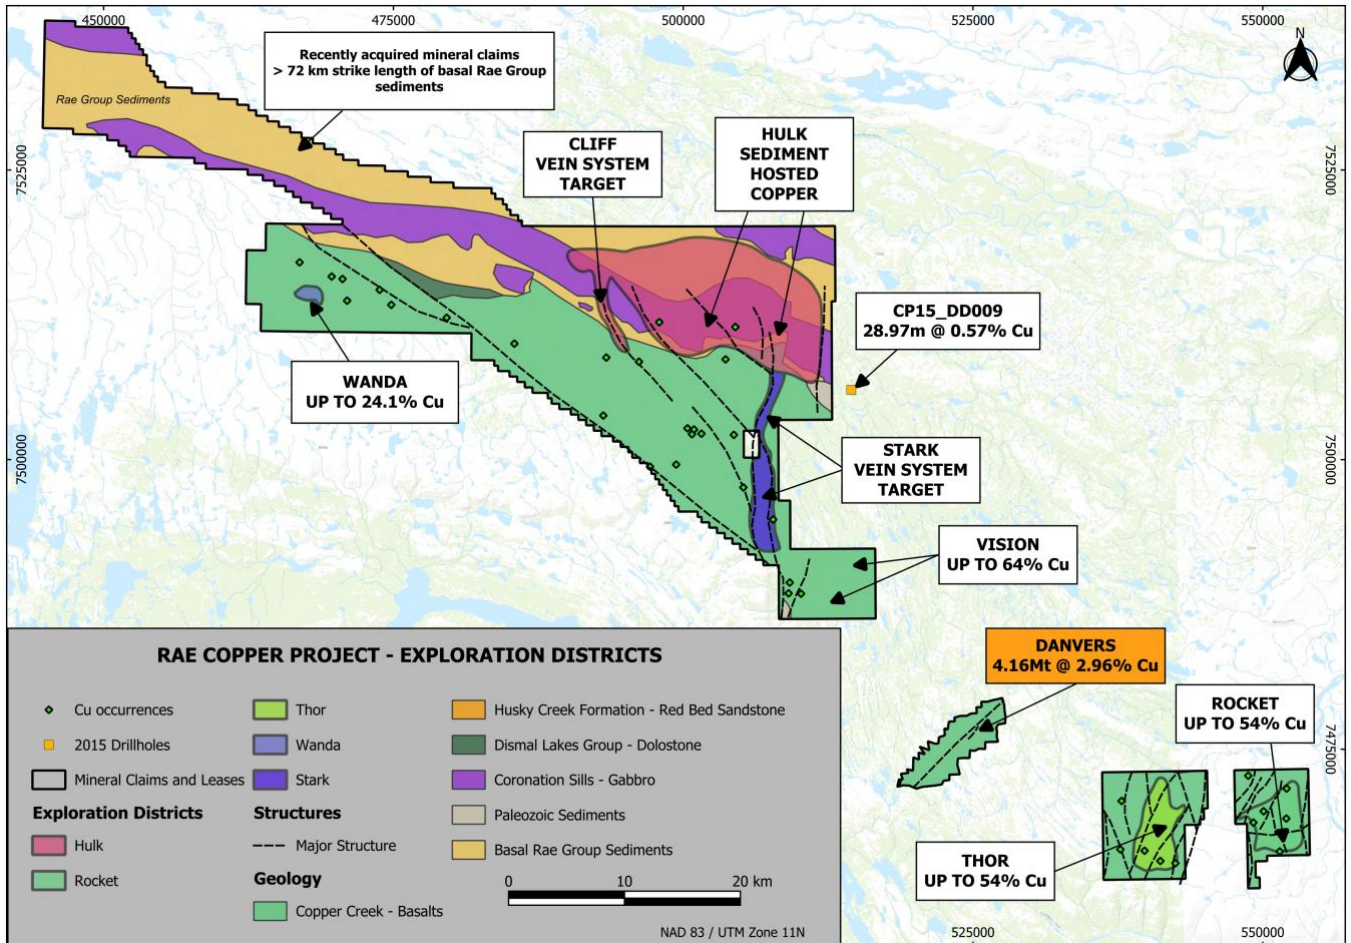 450000
475000
500000
525000
550000
N
Recently acquired mineral claims
> 72 km strike length of basal Rae Group
sediments
Rae Group Sediments
7525000
7525000
CLIFF
VEIN SYSTEM
TARGET
HULK
SEDIMENT
HOSTED
COPPER
CP15_DD009
28.97m @ 0.57% Cu
WANDA
UP TO 24.1% Cu
7500000
7500000
STARK
VEIN SYSTEM
TARGET
VISION
UP TO 64% Cu
DANVERS
4.16Mt @ 2.96% Cu
ROCKET
UP TO 54% Cu
7475000
THOR
UP TO 54% Cu
RAE COPPER PROJECT - EXPLORATION DISTRICTS
Cu occurrences
2015 Drillholes
Mineral Claims and Leases
Exploration Districts
Hulk
Rocket
Thor
Wanda
Stark
Structures
Major Structure
Geology
Copper Creek - Basalts
Husky Creek Formation - Red Bed Sandstone
Dismal Lakes Group - Dolostone
Coronation Sills - Gabbro
Paleozoic Sediments
Basal Rae Group Sediments
0 10 20 km
NAD 83 / UTM Zone 11N
525000
550000